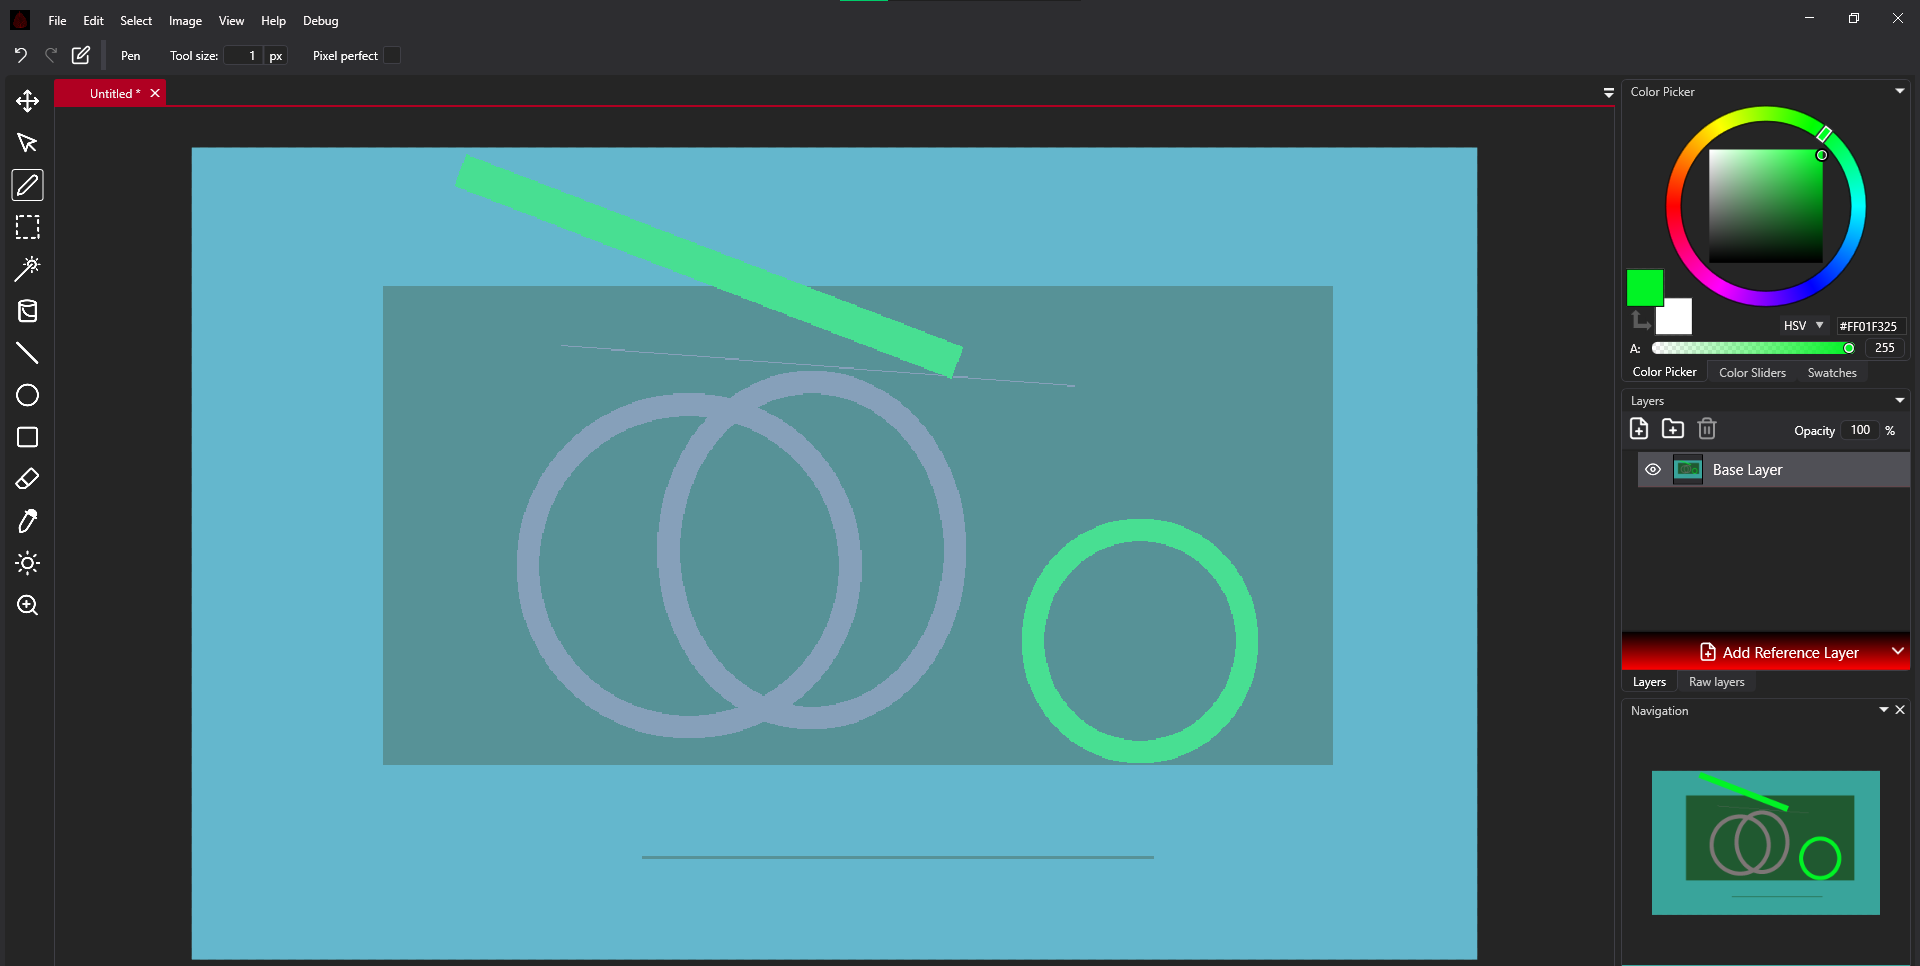 File Edit Select Image View Help Debug
Pen Tool size: 1 px Pixel perfect
Untitled *
Color Picker
HSV #FF01F325
A: 255
Color Picker Color Sliders Swatches
Layers
Opacity 100 %
Base Layer
Add Reference Layer
Layers Raw layers
Navigation